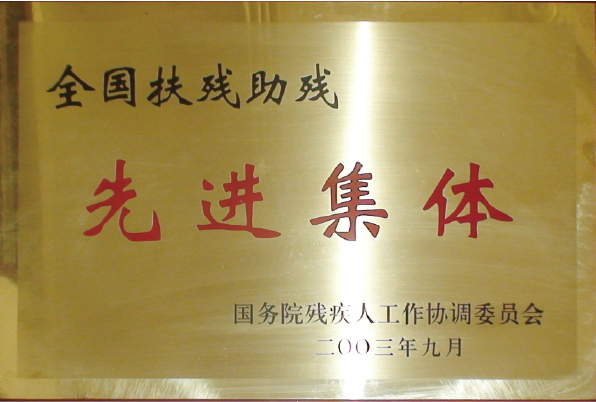 全国扶残助残
先进集体
国务院残疾人工作协调委员会
二〇〇三年九月